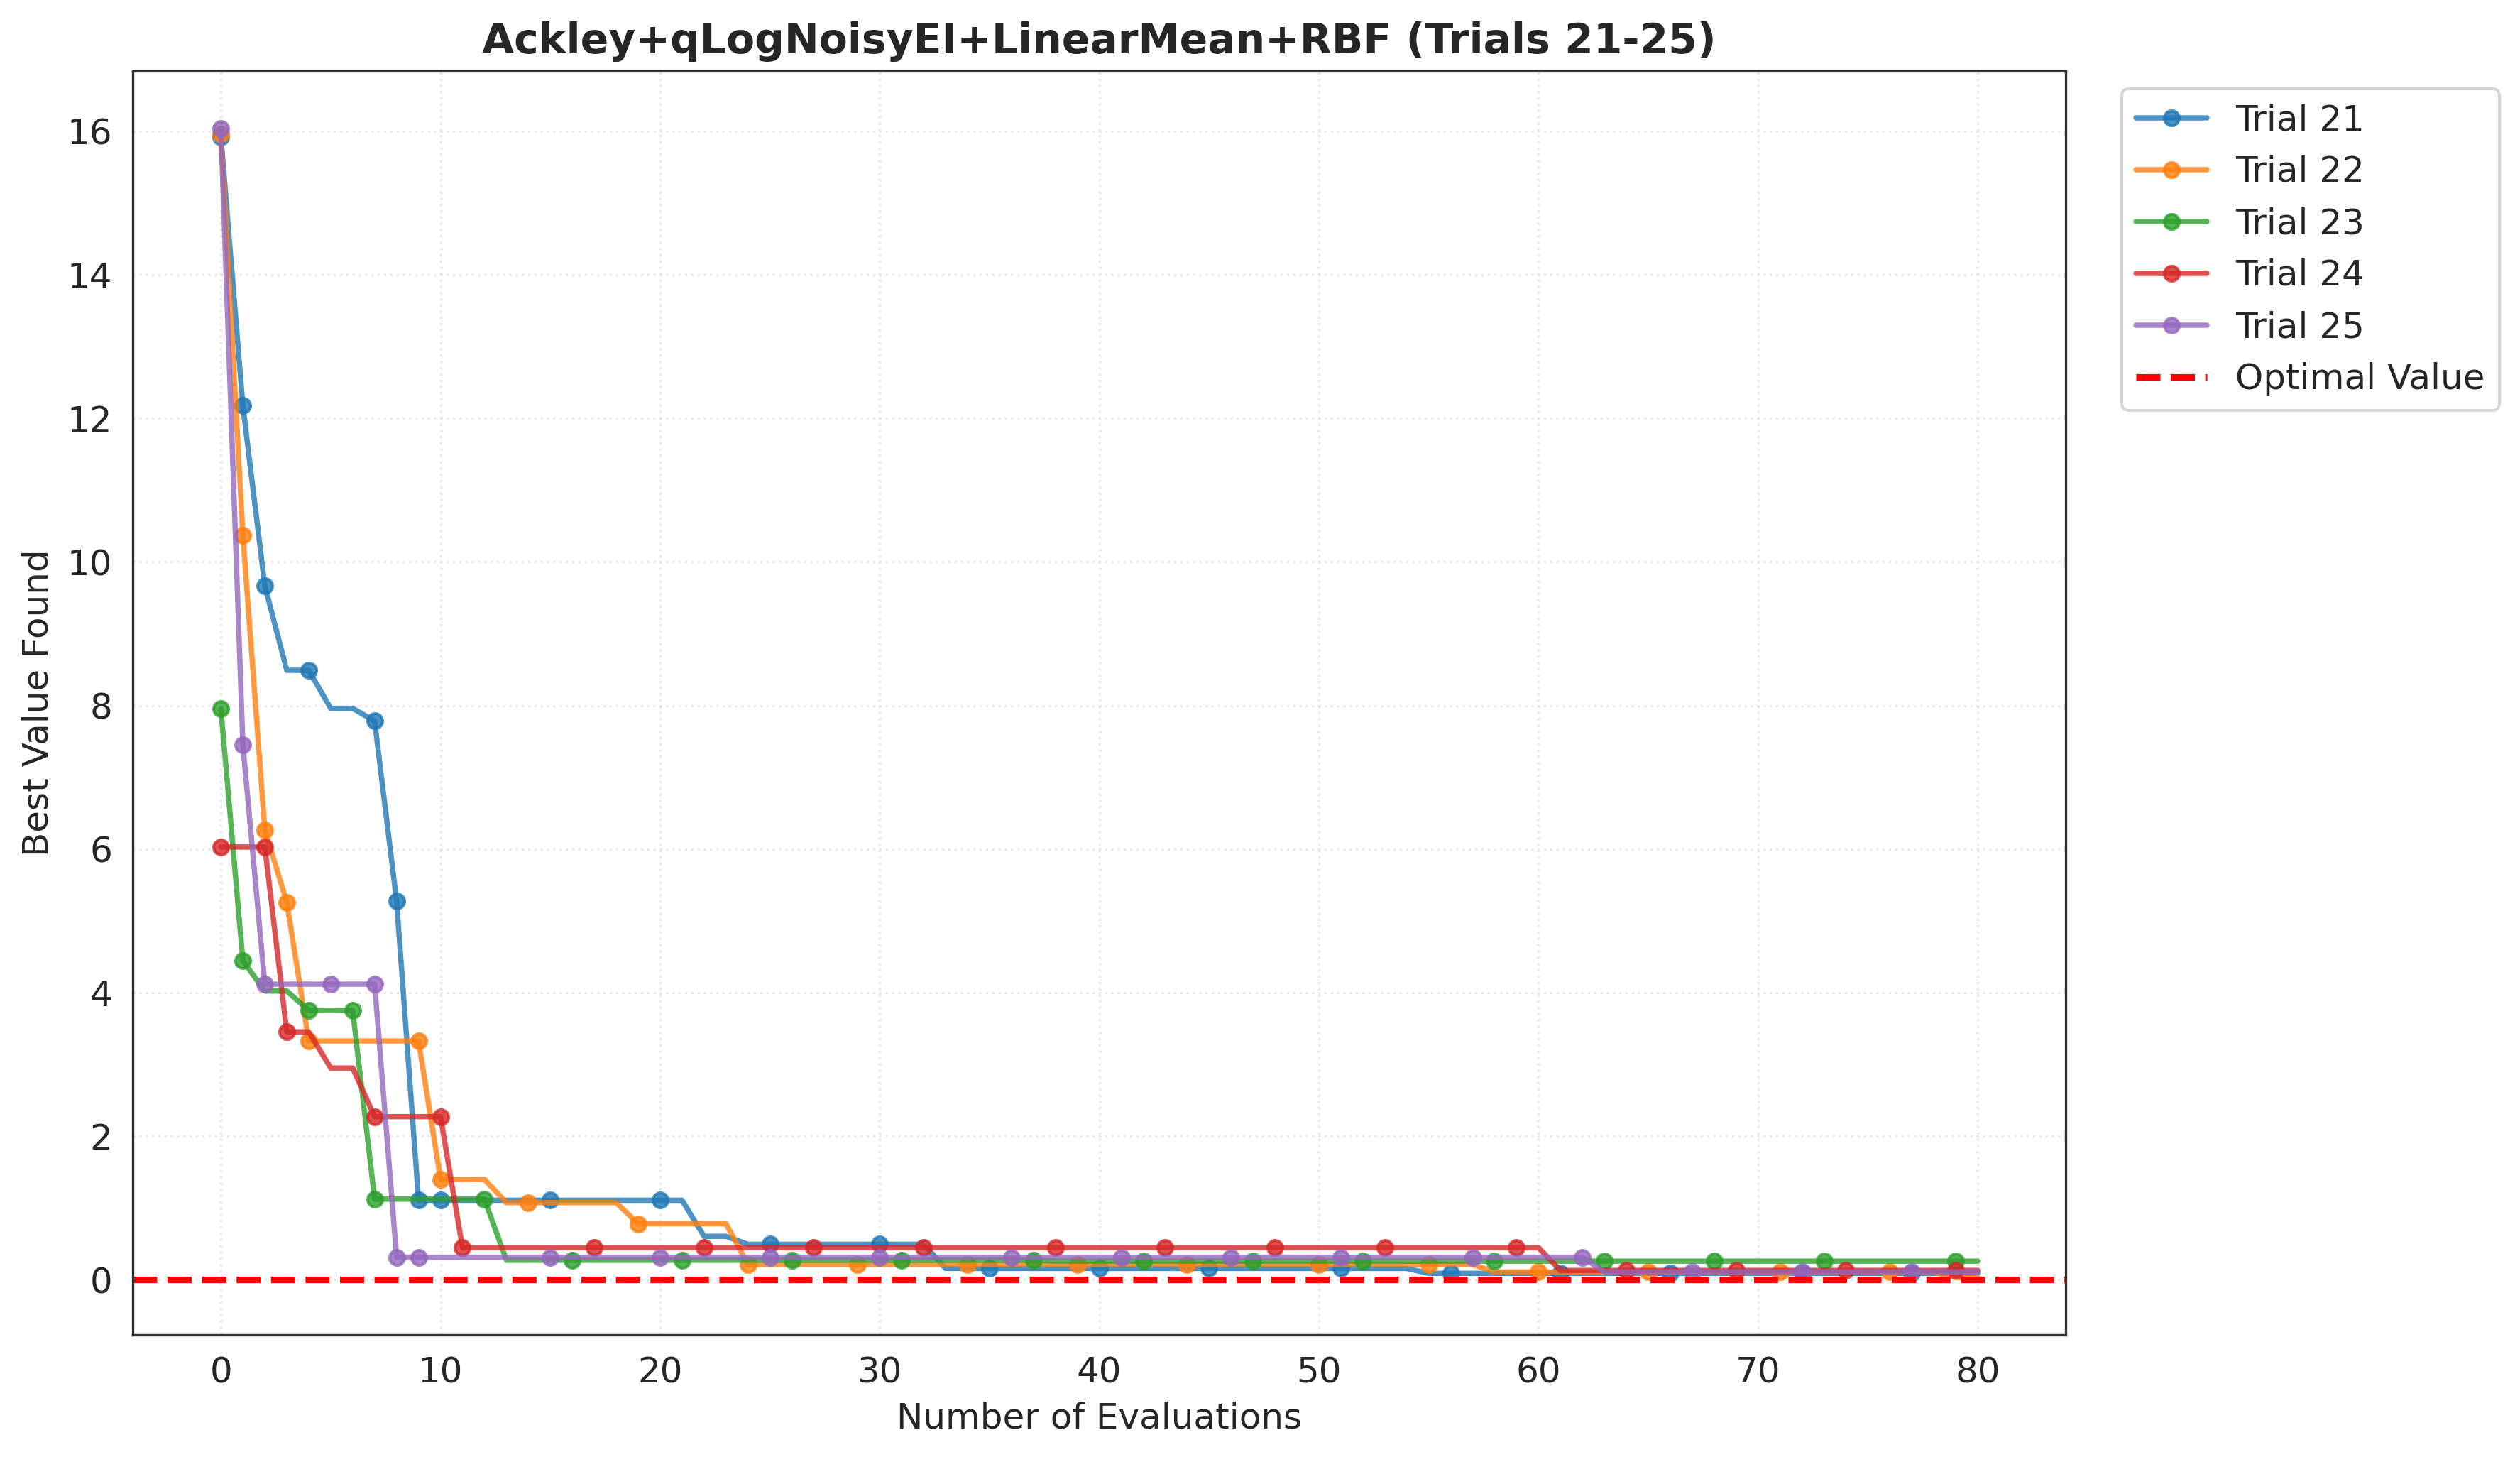 Ackley+qLogNoisyEI+LinearMean+RBF (Trials 21-25)
Best Value Found
16
14
12
10
8
6
4
2
0
0 10 20 30 40 50 60 70 80
Number of Evaluations
Trial 21
Trial 22
Trial 23
Trial 24
Trial 25
Optimal Value